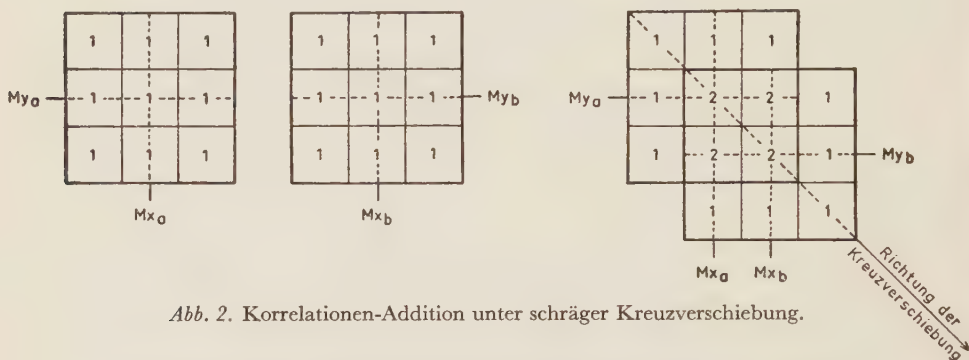 1 1 1
My_a 1 1 1
1 1 1
Mx_a
1 1 1
1 1 1 My_b
1 1 1
Mx_b
1 1 1
My_a 1 2 2 1
1 2 2 1 My_b
1 1 1
Mx_a Mx_b
Richtung der
Kreuzverschiebung
Abb. 2. Korrelationen-Addition unter schräger Kreuzverschiebung.